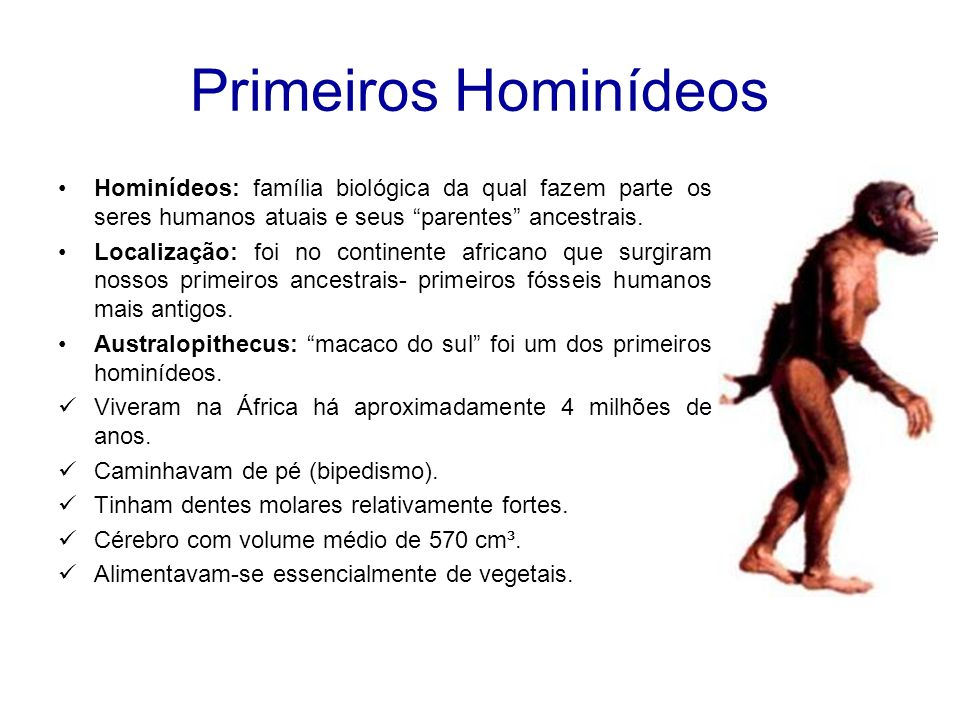 Primeiros Hominídeos
• Hominídeos: família biológica da qual fazem parte os
seres humanos atuais e seus “parentes” ancestrais.
• Localização: foi no continente africano que surgiram
nossos primeiros ancestrais- primeiros fósseis humanos
mais antigos.
• Australopithecus: “macaco do sul” foi um dos primeiros
hominídeos.
✓ Viveram na África há aproximadamente 4 milhões de
anos.
✓ Caminhavam de pé (bipedismo).
✓ Tinham dentes molares relativamente fortes.
✓ Cérebro com volume médio de 570 cm³.
✓ Alimentavam-se essencialmente de vegetais.